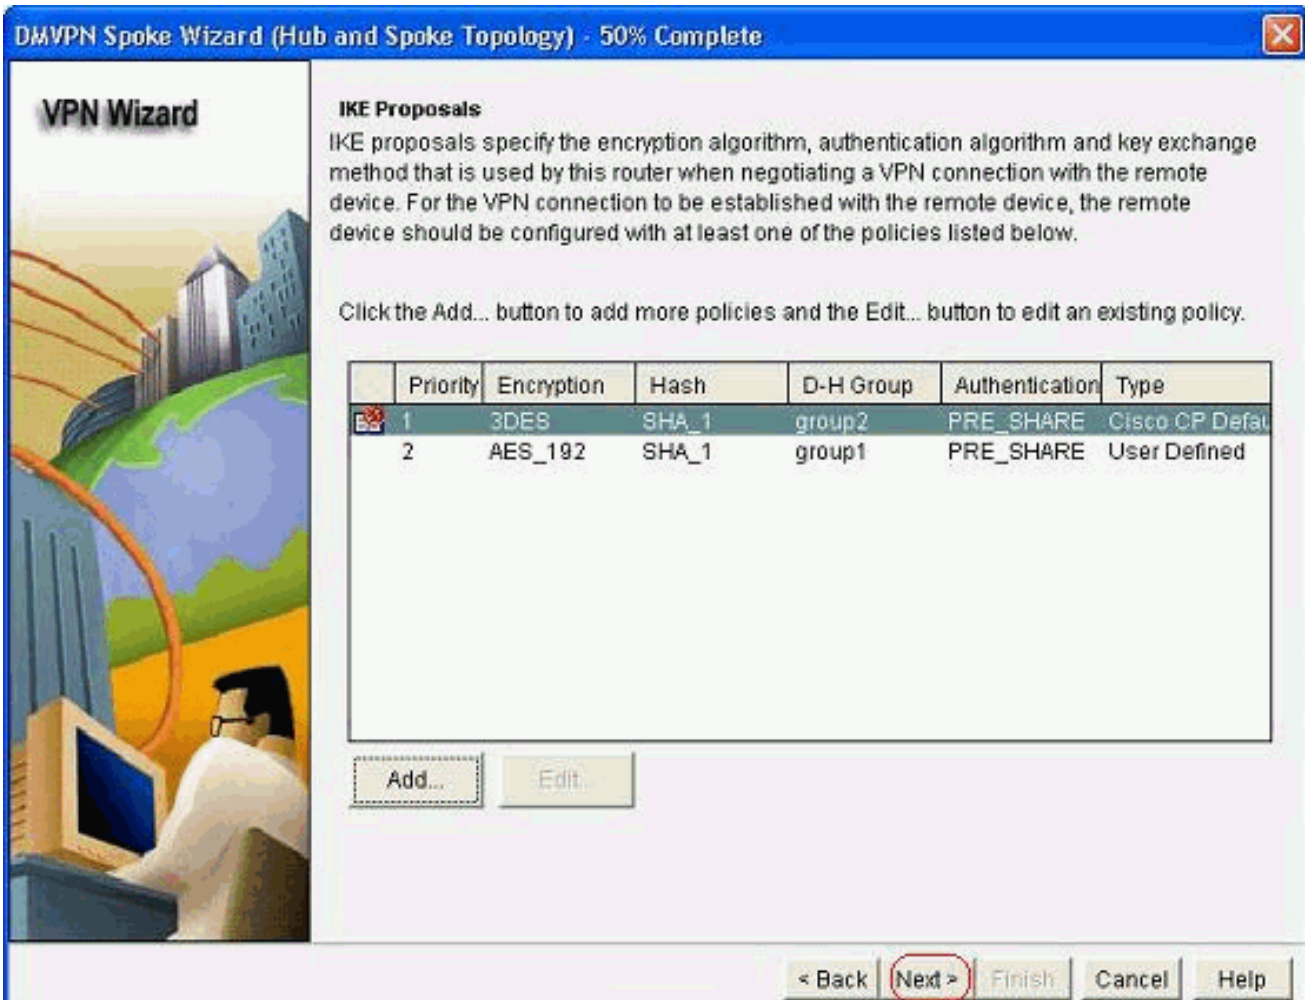 DMVPN Spoke Wizard (Hub and Spoke Topology) - 50% Complete
VPN Wizard
IKE Proposals
IKE proposals specify the encryption algorithm, authentication algorithm and key exchange
method that is used by this router when negotiating a VPN connection with the remote
device. For the VPN connection to be established with the remote device, the remote
device should be configured with at least one of the policies listed below.
Click the Add... button to add more policies and the Edit... button to edit an existing policy.
Priority Encryption Hash D-H Group Authentication Type
1 3DES SHA_1 group2 PRE_SHARE Cisco CP Defau
2 AES_192 SHA_1 group1 PRE_SHARE User Defined
Add... Edit...
< Back Next > Finish Cancel Help